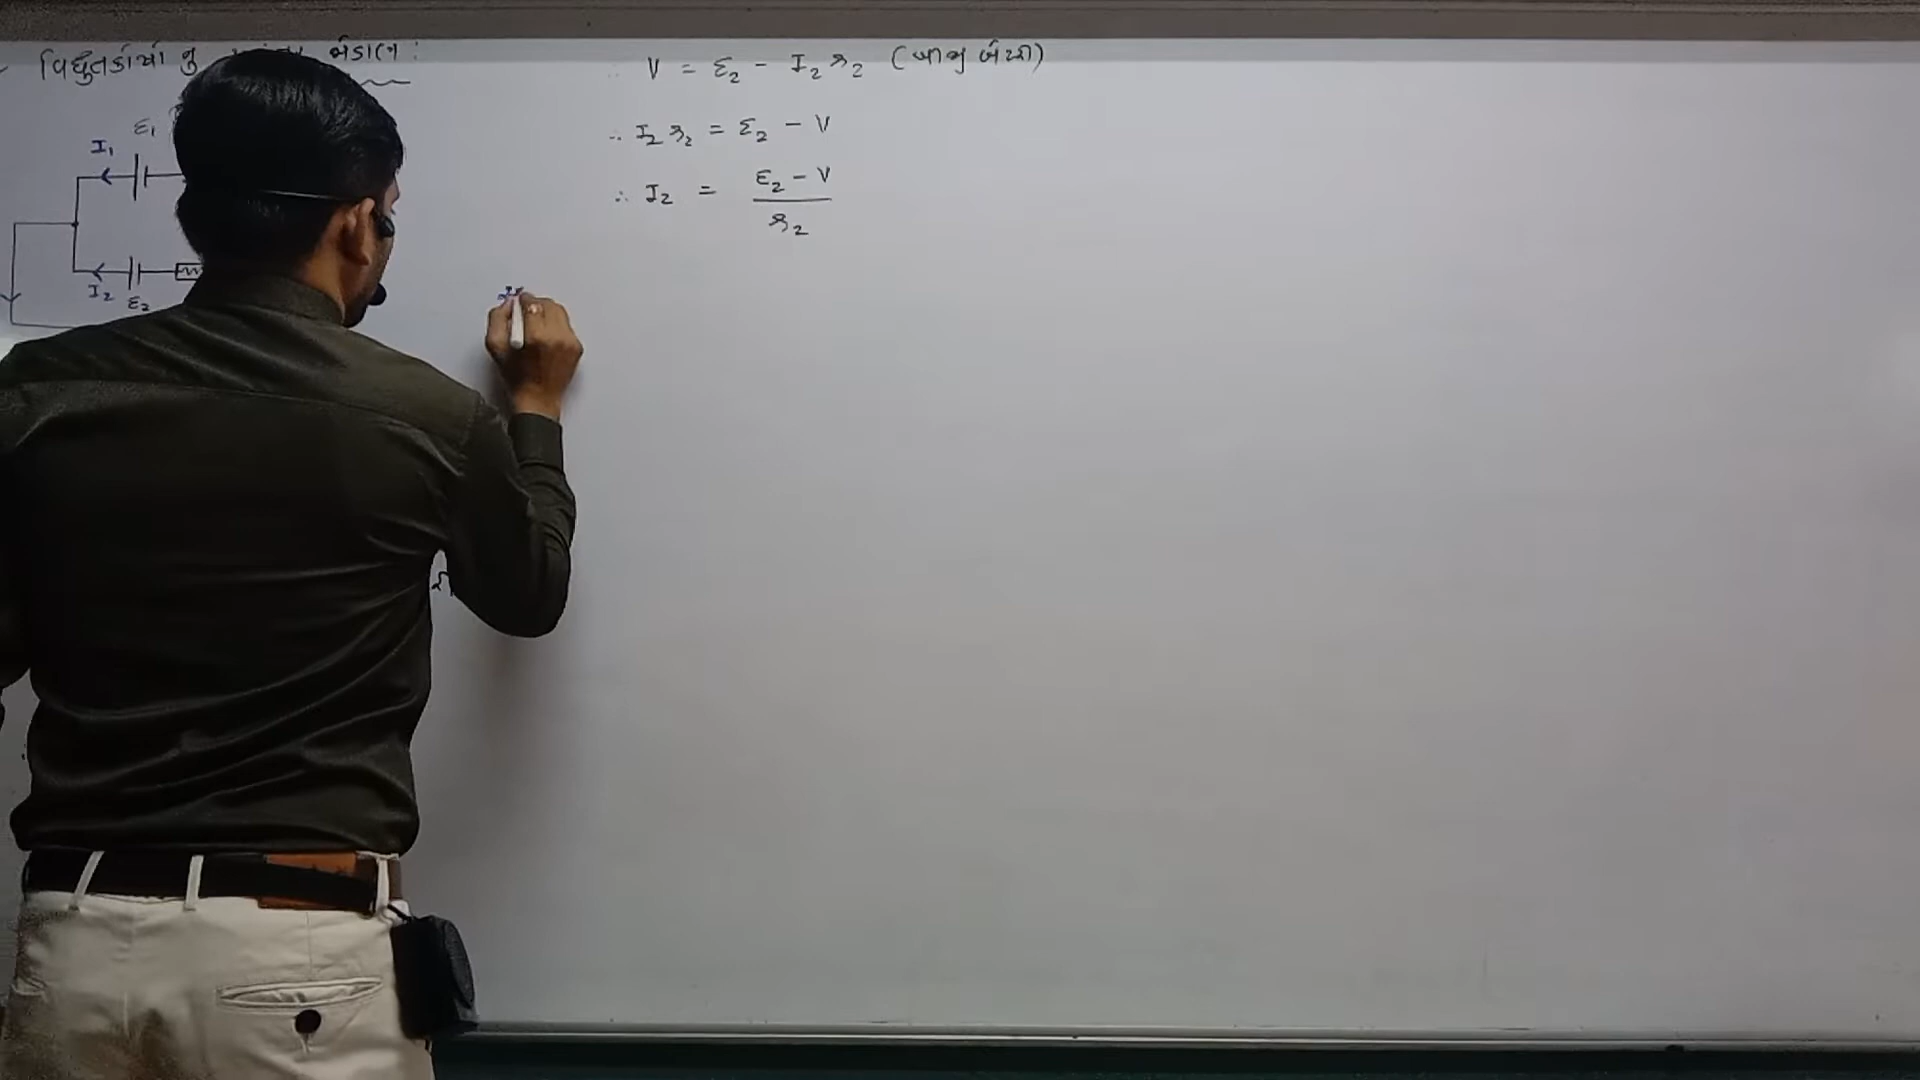 વિદ્યુતકોષો નું જોડાણ :
ε₁
I₁
I₂
ε₂
V = ε₂ - I₂ r₂
∴ I₂ r₂ = ε₂ - V
∴ I₂ = (ε₂ - V) / r₂